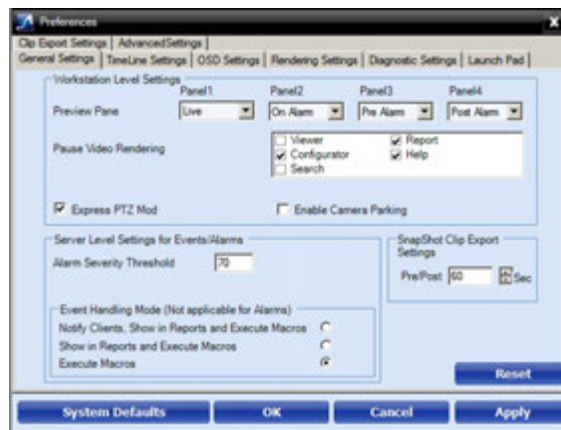 Preferences
X
Clip Export Settings AdvancedSettings
General Settings TimeLine Settings OSD Settings Rendering Settings Diagnostic Settings Launch Pad
Workstation Level Settings
Panel1 Panel2 Panel3 Panel4
Preview Pane Live On Alarm Pre Alarm Post Alarm
Pause Video Rendering
Viewer Report
Configurator Help
Search
Express PTZ Mod Enable Camera Parking
Server Level Settings for Events/Alarms
Alarm Severity Threshold 70
SnapShot Clip Export
Settings
Pre/Post 60 Sec
Event Handling Mode (Not applicable for Alarms)
Notify Clients, Show in Reports and Execute Macros
Show in Reports and Execute Macros
Execute Macros
Reset
System Defaults OK Cancel Apply